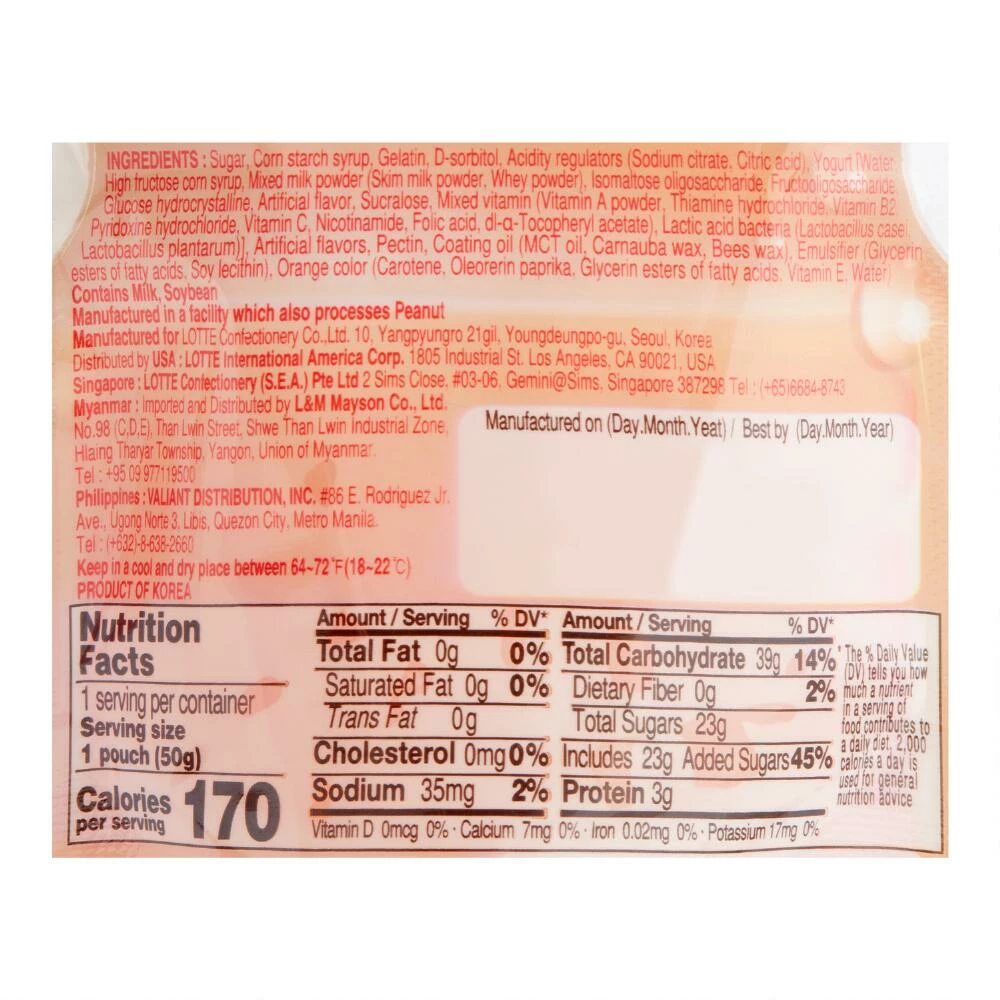 INGREDIENTS : Sugar, Corn starch syrup, Gelatin, D-sorbitol, Acidity regulators (Sodium citrate, Citric acid), Yogurt [Water,
High fructose corn syrup, Mixed milk powder (Skim milk powder, Whey powder), Isomaltose oligosaccharide, Fructooligosaccharide,
Glucose hydrocrystalline, Artificial flavor, Sucralose, Mixed vitamin (Vitamin A powder, Thiamine hydrochloride, Vitamin B2,
Pyridoxine hydrochloride, Vitamin C, Nicotinamide, Folic acid, dl-α-Tocopheryl acetate), Lactic acid bacteria (Lactobacillus casei,
Lactobacillus plantarum)], Artificial flavors, Pectin, Coating oil (MCT oil, Carnauba wax, Bees wax), Emulsifier (Glycerin
esters of fatty acids, Soy lecithin), Orange color (Carotene, Oleorerin paprika, Glycerin esters of fatty acids, Vitamin E, Water)
Contains Milk, Soybean
Manufactured in a facility which also processes Peanut
Manufactured for LOTTE Confectionery Co.,Ltd. 10, Yangpyungro 21gil, Youngdeungpo-gu, Seoul, Korea
Distributed by USA : LOTTE International America Corp. 1805 Industrial St. Los Angeles, CA 90021, USA
Singapore : LOTTE Confectionery (S.E.A.) Pte Ltd 2 Sims Close, #03-06, Gemini@Sims, Singapore 387298 Tel : (+65)6684-8743
Myanmar : Imported and Distributed by L&M Mayson Co., Ltd.
No.98 (C,D,E), Than Lwin Street, Shwe Than Lwin Industrial Zone,
Hlaing Tharyar Township, Yangon, Union of Myanmar.
Tel : +95 09 977119500
Philippines : VALIANT DISTRIBUTION, INC. #86 E. Rodriguez Jr.
Ave., Ugong Norte 3, Libis, Quezon City, Metro Manila.
Tel : (+632)-8-638-2660
Keep in a cool and dry place between 64~72°F(18~22℃)
PRODUCT OF KOREA
Manufactured on (Day.Month.Yeat) / Best by (Day.Month.Year)
Nutrition
Facts
1 serving per container
Serving size
1 pouch (50g)
Calories
per serving
170
Amount / Serving % DV*
Total Fat 0g 0%
Saturated Fat 0g 0%
Trans Fat 0g
Cholesterol 0mg 0%
Sodium 35mg 2%
Amount / Serving % DV*
Total Carbohydrate 39g 14%
Dietary Fiber 0g 2%
Total Sugars 23g
Includes 23g Added Sugars 45%
Protein 3g
Vitamin D 0mcg 0% · Calcium 7mg 0% · Iron 0.02mg 0% · Potassium 17mg 0%
* The % Daily Value
(DV) tells you how
much a nutrient
in a serving of
food contributes to
a daily diet. 2,000
calories a day is
used for general
nutrition advice